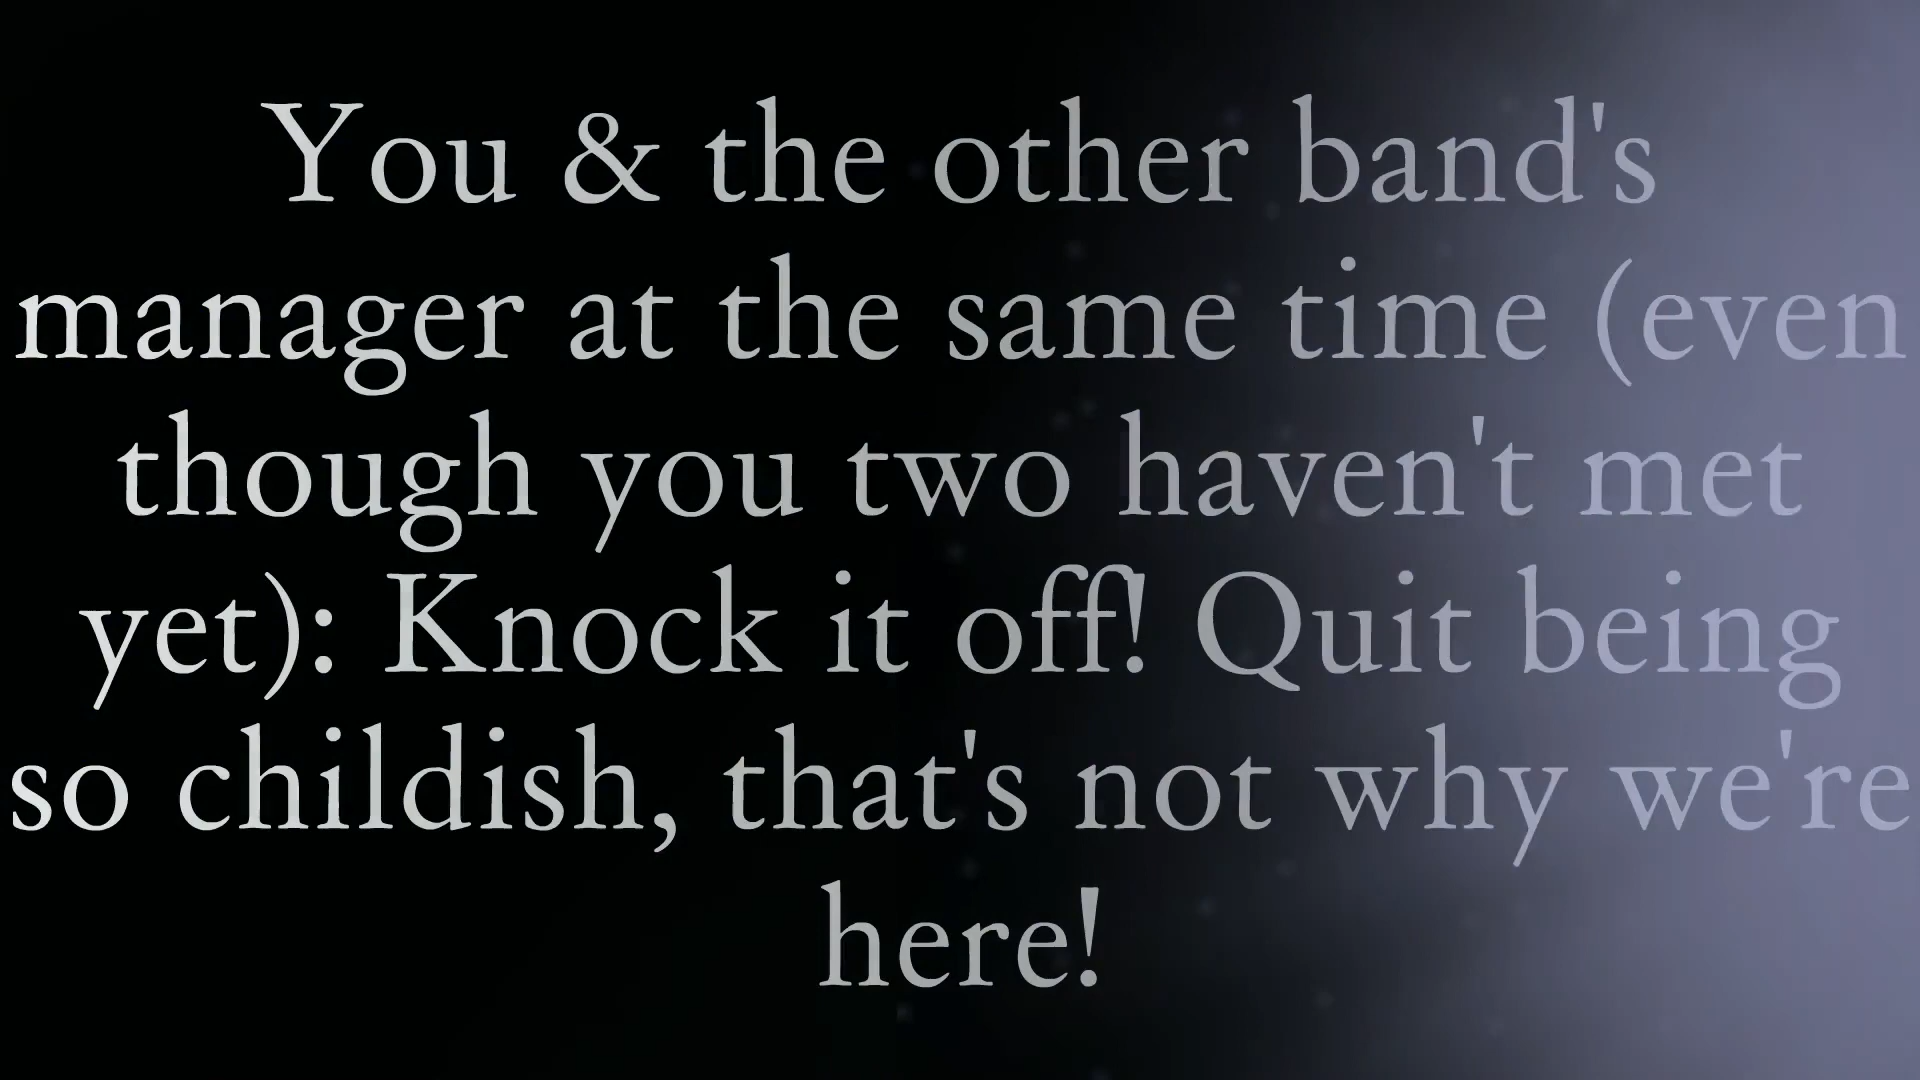 You & the other band's
manager at the same time (even
though you two haven't met
yet): Knock it off! Quit being
so childish, that's not why we're
here!